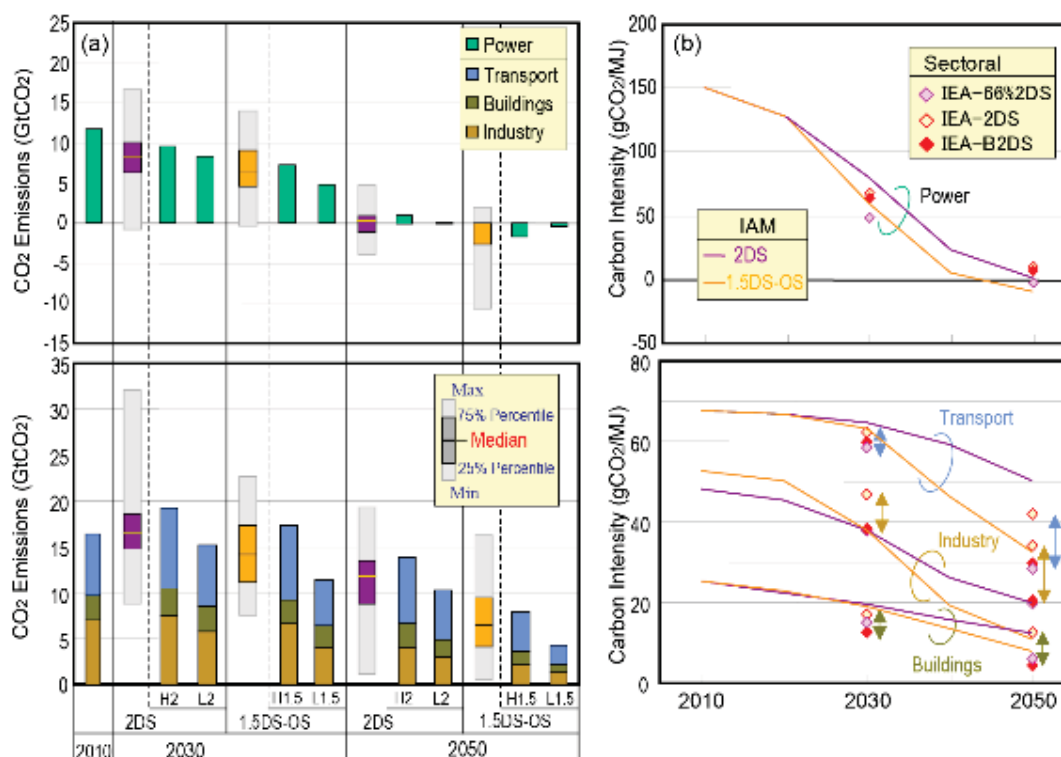 (a)
CO2 Emissions (GtCO2)
25
20
15
10
5
0
-5
-10
-15
Power
Transport
Buildings
Industry
CO2 Emissions (GtCO2)
35
30
25
20
15
10
5
0
Max
75% Percentile
Median
25% Percentile
Min
H2 L2 H1.5 L1.5 H2 L2 H1.5 L1.5
2DS 1.5DS-OS 2DS 1.5DS-OS
2010 2030 2050
(b)
Carbon Intensity (gCO2/MJ)
200
150
100
50
0
-50
Sectoral
IEA-66%2DS
IEA-2DS
IEA-B2DS
Power
IAM
2DS
1.5DS-OS
Carbon Intensity (gCO2/MJ)
80
60
40
20
0
Transport
Industry
Buildings
2010 2030 2050